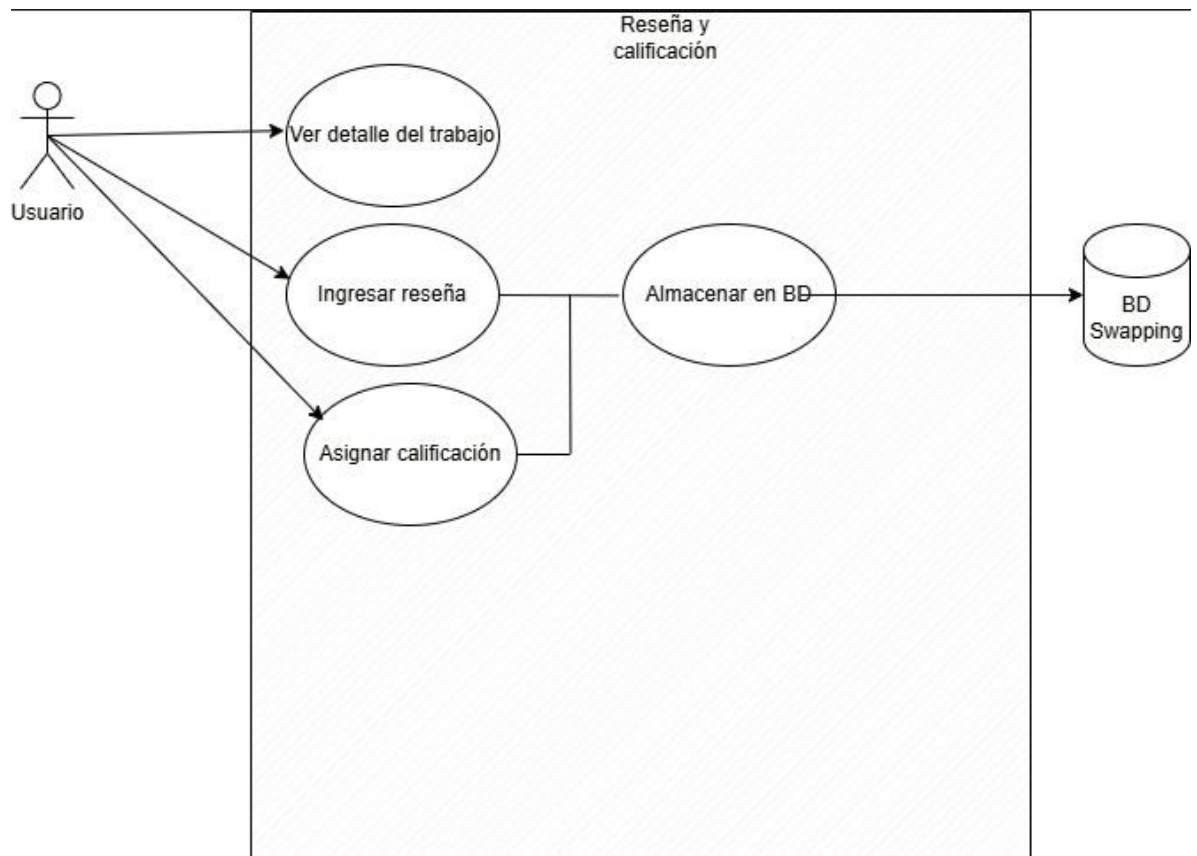 Reseña y
calificación
Ver detalle del trabajo
Usuario
Ingresar reseña
Almacenar en BD
BD
Swapping
Asignar calificación